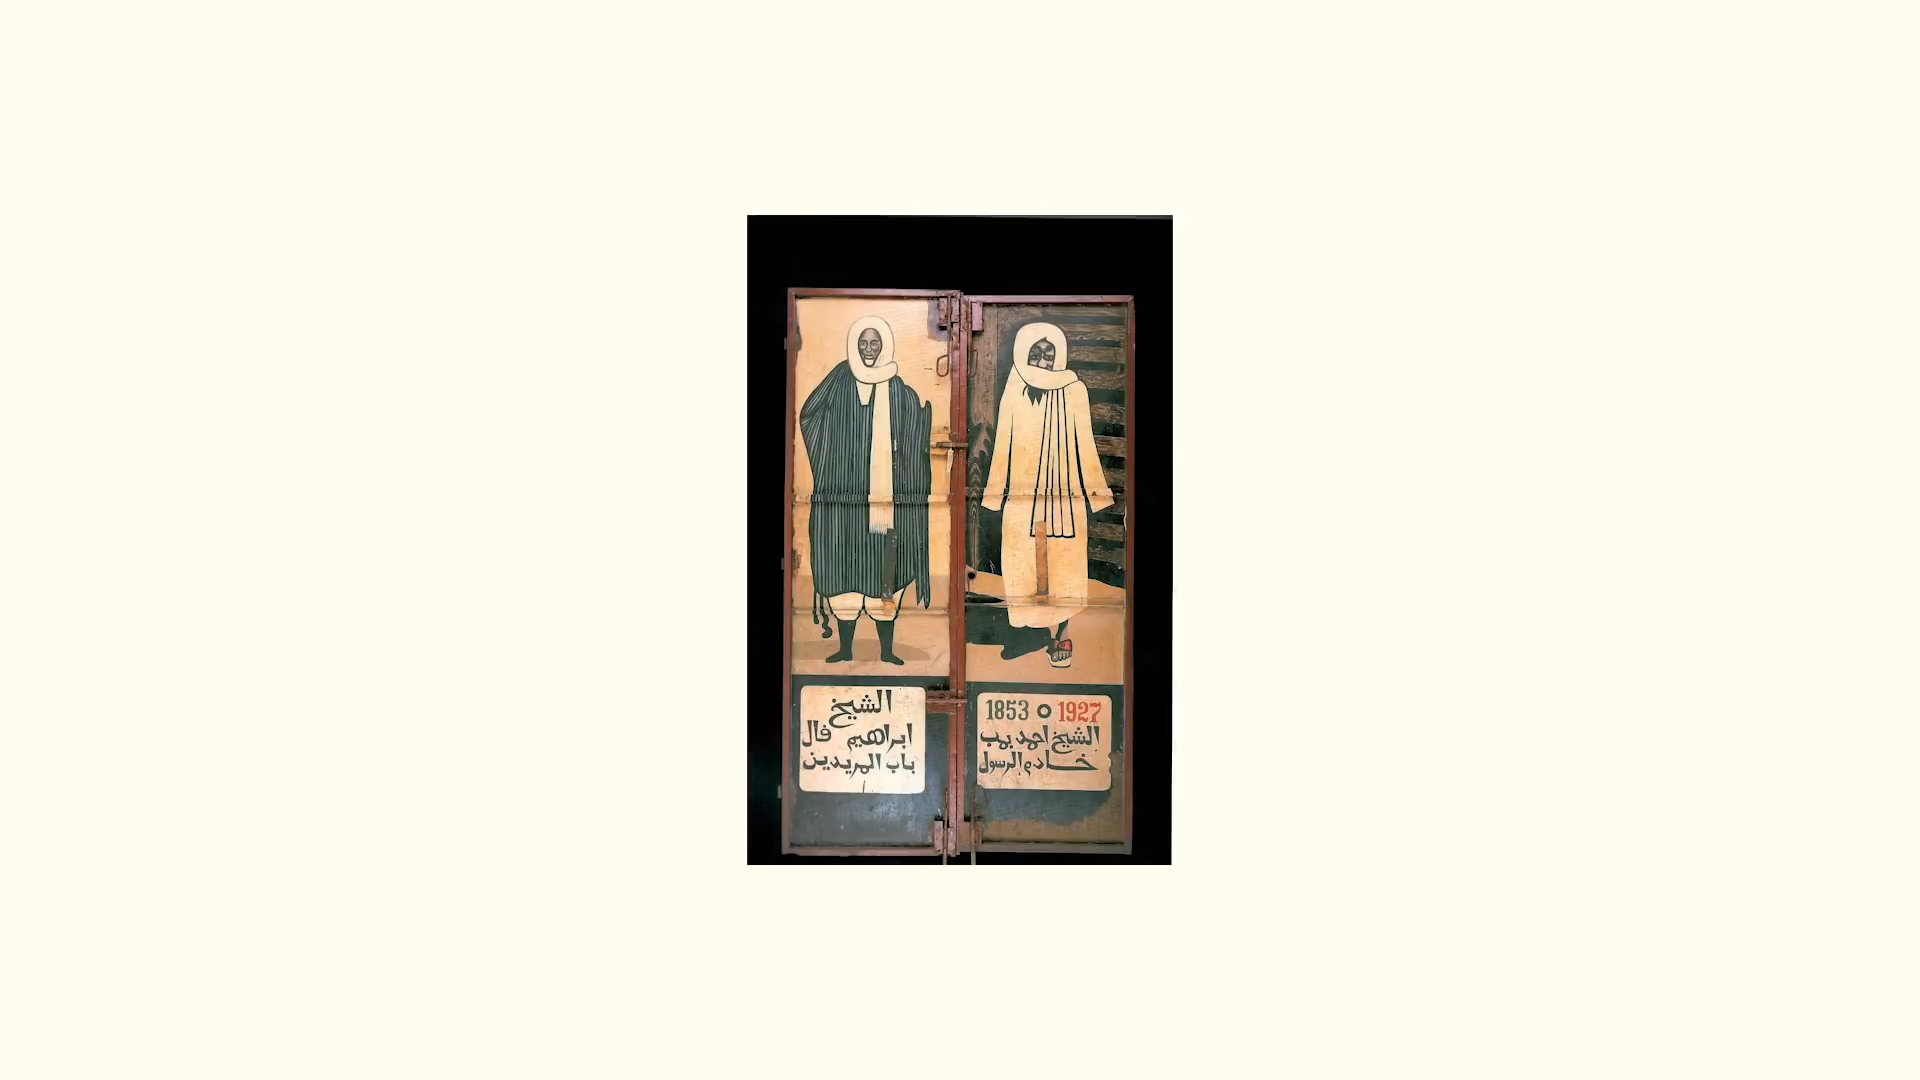 الشيخ
ابراهيم فال
باب المريدين
1853 o 1927
الشيخ احمد بمب
خادم الرسول